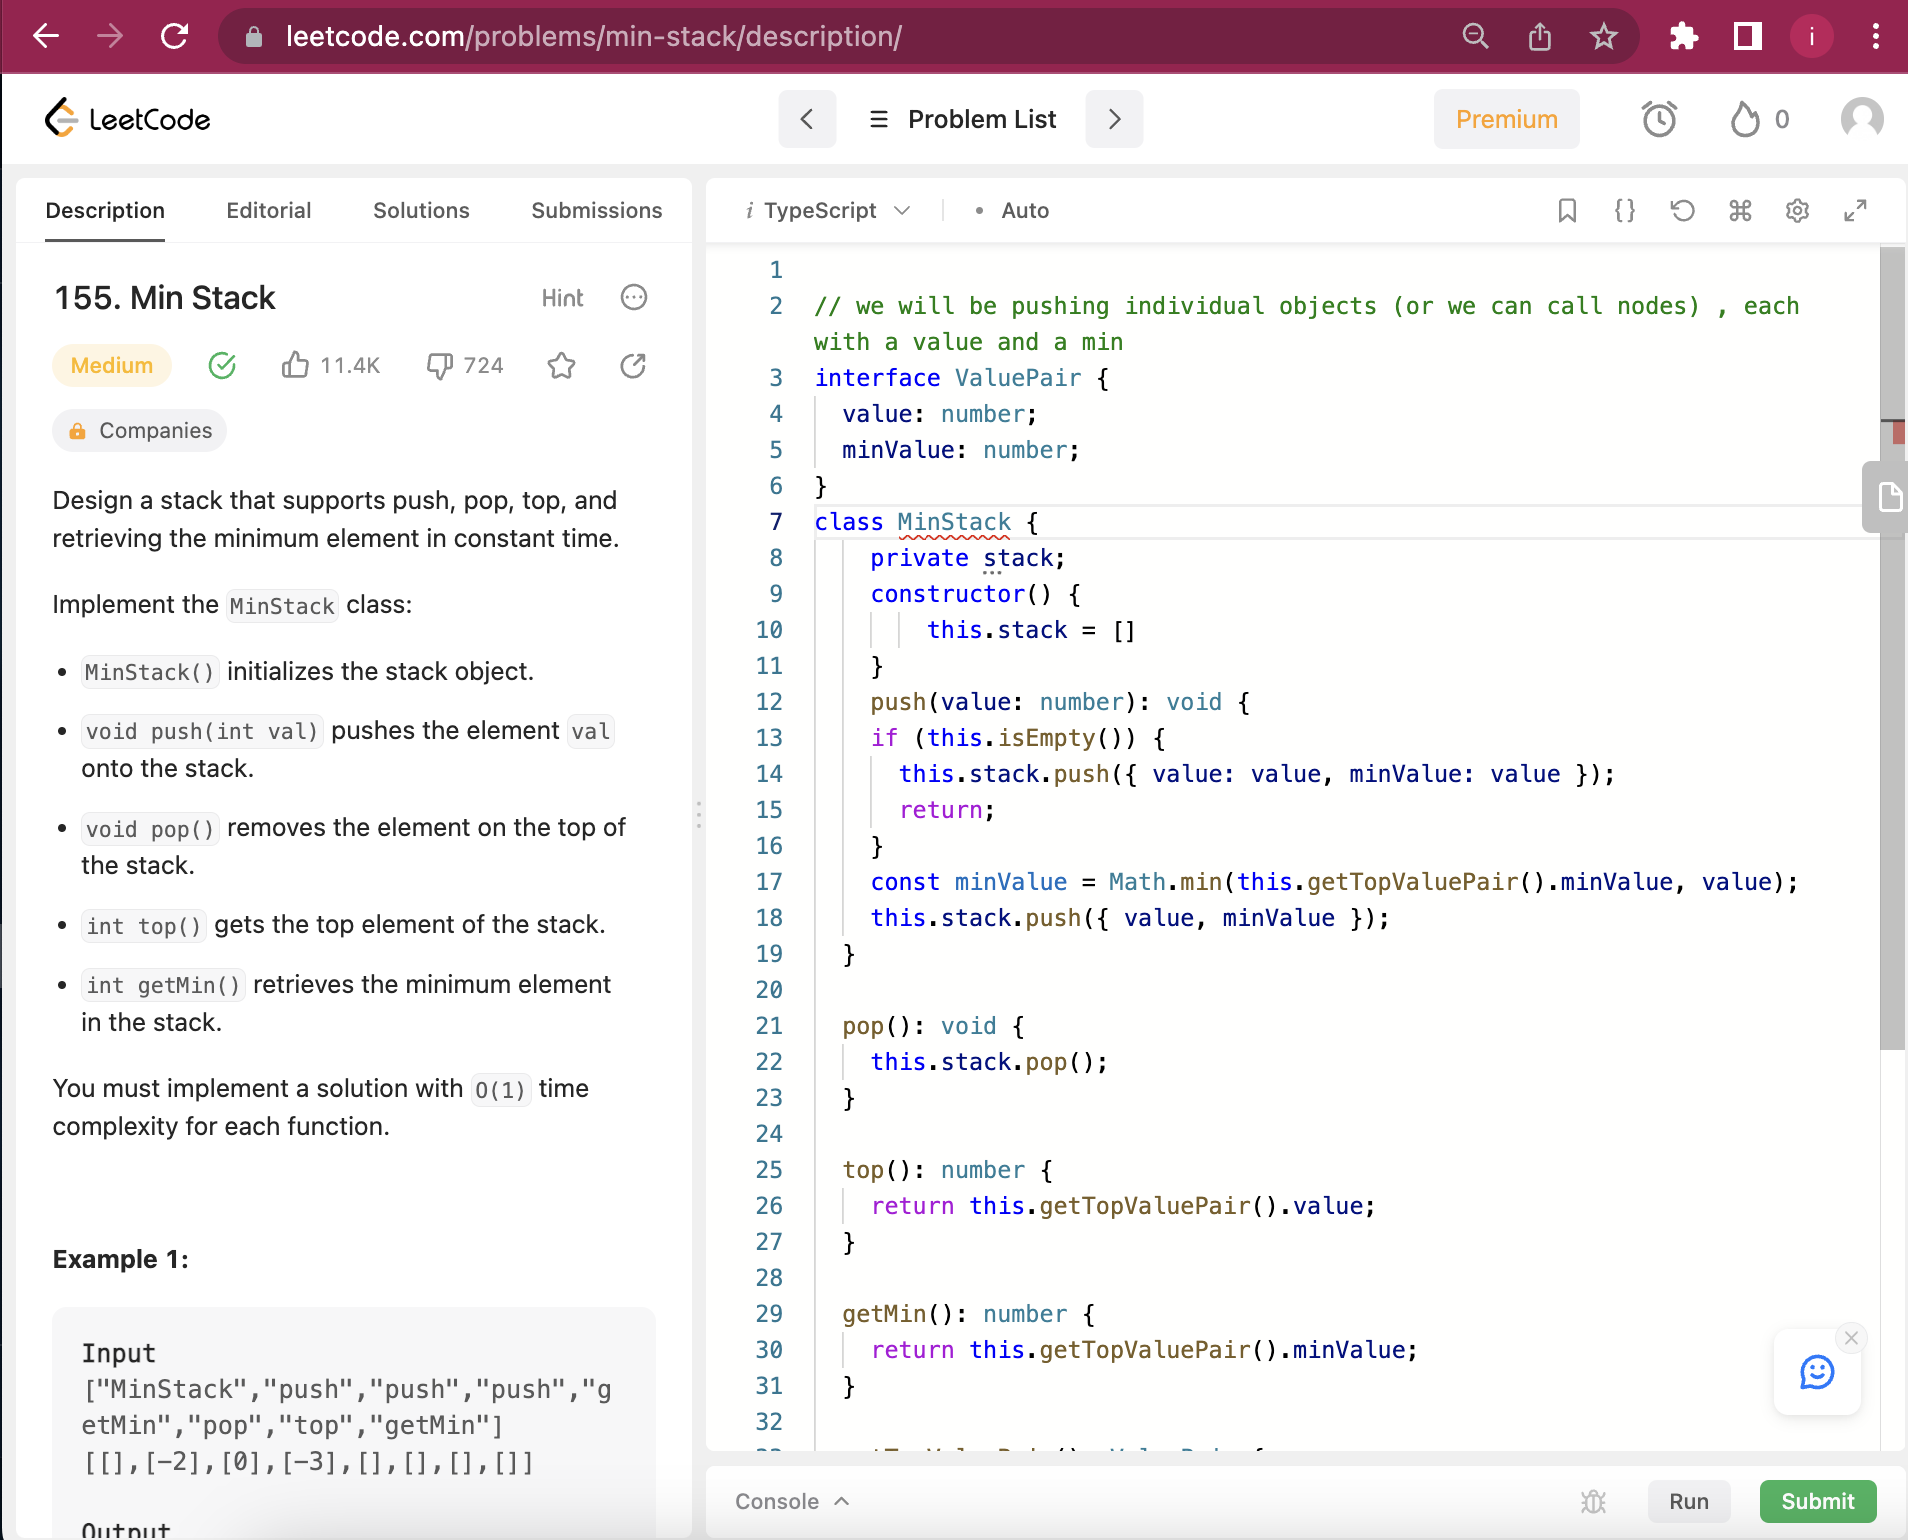 leetcode.com/problems/min-stack/description/
i
LeetCode
Problem List
Premium
0
Description Editorial Solutions Submissions
155. Min Stack
Hint
Medium 11.4K 724
Companies
Design a stack that supports push, pop, top, and
retrieving the minimum element in constant time.
Implement the MinStack class:
• MinStack() initializes the stack object.
• void push(int val) pushes the element val
onto the stack.
• void pop() removes the element on the top of
the stack.
• int top() gets the top element of the stack.
• int getMin() retrieves the minimum element
in the stack.
You must implement a solution with O(1) time
complexity for each function.
Example 1:
Input
["MinStack","push","push","push","g
etMin","pop","top","getMin"]
[[],[-2],[0],[-3],[],[],[],[]]
Output
i TypeScript • Auto
1
2 // we will be pushing individual objects (or we can call nodes) , each
with a value and a min
3 interface ValuePair {
4 value: number;
5 minValue: number;
6 }
7 class MinStack {
8 private stack;
9 constructor() {
10 this.stack = []
11 }
12 push(value: number): void {
13 if (this.isEmpty()) {
14 this.stack.push({ value: value, minValue: value });
15 return;
16 }
17 const minValue = Math.min(this.getTopValuePair().minValue, value);
18 this.stack.push({ value, minValue });
19 }
20
21 pop(): void {
22 this.stack.pop();
23 }
24
25 top(): number {
26 return this.getTopValuePair().value;
27 }
28
29 getMin(): number {
30 return this.getTopValuePair().minValue;
31 }
32
Console
Run
Submit